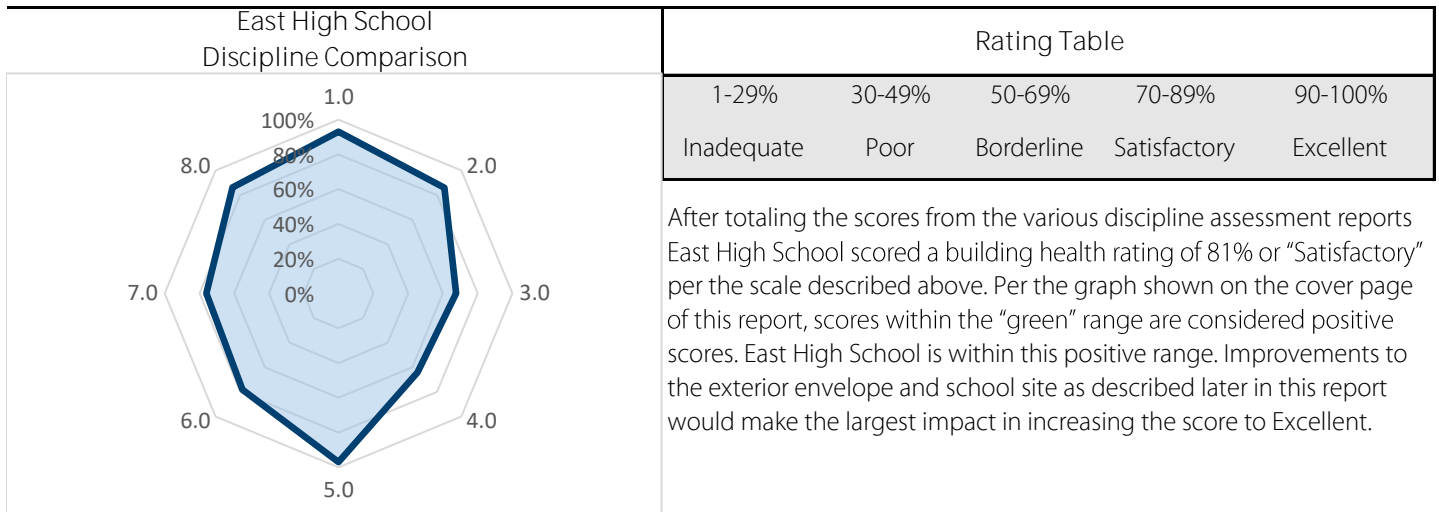 East High School
Discipline Comparison
1.0
100%
80%
8.0
2.0
60%
40%
20%
7.0
0%
3.0
6.0
4.0
5.0
Rating Table
1-29% 30-49% 50-69% 70-89% 90-100%
Inadequate Poor Borderline Satisfactory Excellent
After totaling the scores from the various discipline assessment reports
East High School scored a building health rating of 81% or “Satisfactory”
per the scale described above. Per the graph shown on the cover page
of this report, scores within the “green” range are considered positive
scores. East High School is within this positive range. Improvements to
the exterior envelope and school site as described later in this report
would make the largest impact in increasing the score to Excellent.